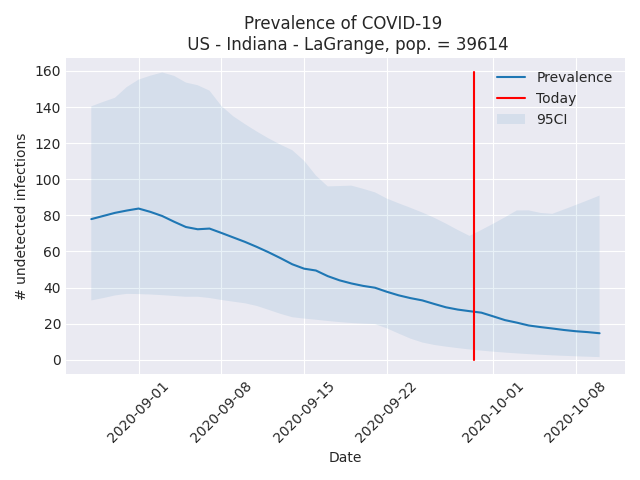 Prevalence of COVID-19
US - Indiana - LaGrange, pop. = 39614
Prevalence
Today
95CI
# undetected infections
160
140
120
100
80
60
40
20
0
2020-09-01
2020-09-08
2020-09-15
2020-09-22
2020-10-01
2020-10-08
Date